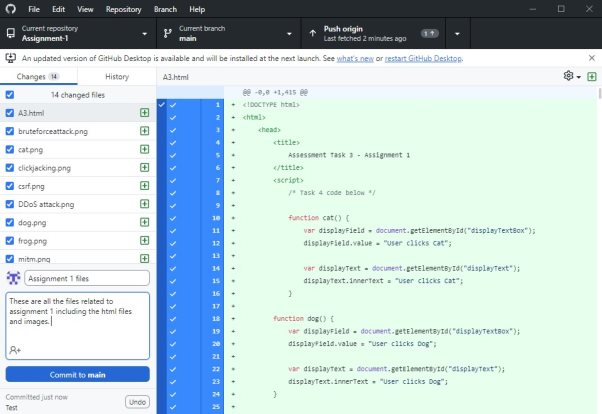 File Edit View Repository Branch Help
Current repository
Assignment-1
Current branch
main
Push origin
Last fetched 2 minutes ago
1
An updated version of GitHub Desktop is available and will be installed at the next launch. See what's new or restart GitHub Desktop.
Changes 14
History
14 changed files
A3.html
bruteforceattack.png
cat.png
clickjacking.png
csrf.png
DDoS attack.png
dog.png
frog.png
mitm.png
Assignment 1 files
These are all the files related to
assignment 1 including the html files
and images.
Commit to main
Committed just now
Test
Undo
A3.html
@@ -0,0 +1,415 @@
1 + <!DOCTYPE html>
2 + <html>
3 + <head>
4 + <title>
5 + Assessment Task 3 - Assignment 1
6 + </title>
7 + <script>
8 + /* Task 4 code below */
9 +
10 + function cat() {
11 + var displayField = document.getElementById("displayTextBox");
12 + displayField.value = "User clicks Cat";
13 +
14 + var displayText = document.getElementById("displayText");
15 + displayText.innerText = "User clicks Cat";
16 + }
17 +
18 + function dog() {
19 + var displayField = document.getElementById("displayTextBox");
20 + displayField.value = "User clicks Dog";
21 +
22 + var displayText = document.getElementById("displayText");
23 + displayText.innerText = "User clicks Dog";
24 + }
25 +